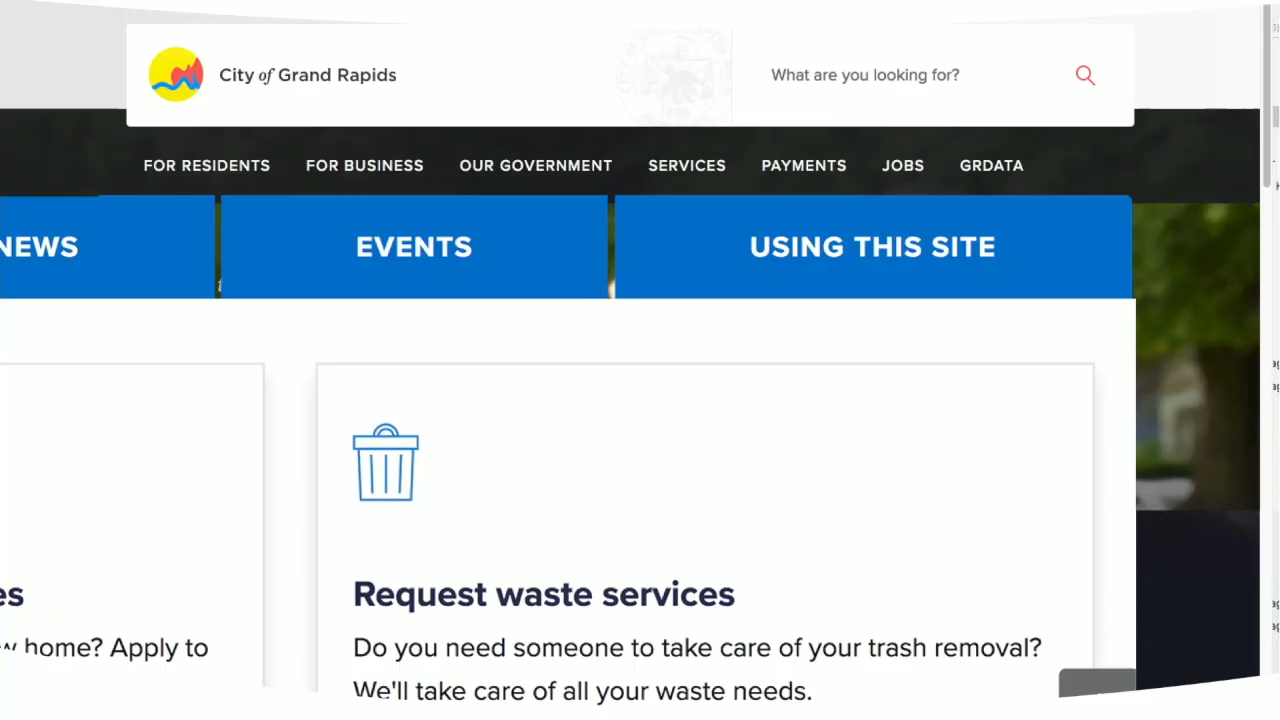 City of Grand Rapids
What are you looking for?
FOR RESIDENTS FOR BUSINESS OUR GOVERNMENT SERVICES PAYMENTS JOBS GRDATA
NEWS EVENTS USING THIS SITE
Request waste services
home? Apply to
Do you need someone to take care of your trash removal?
We'll take care of all your waste needs.